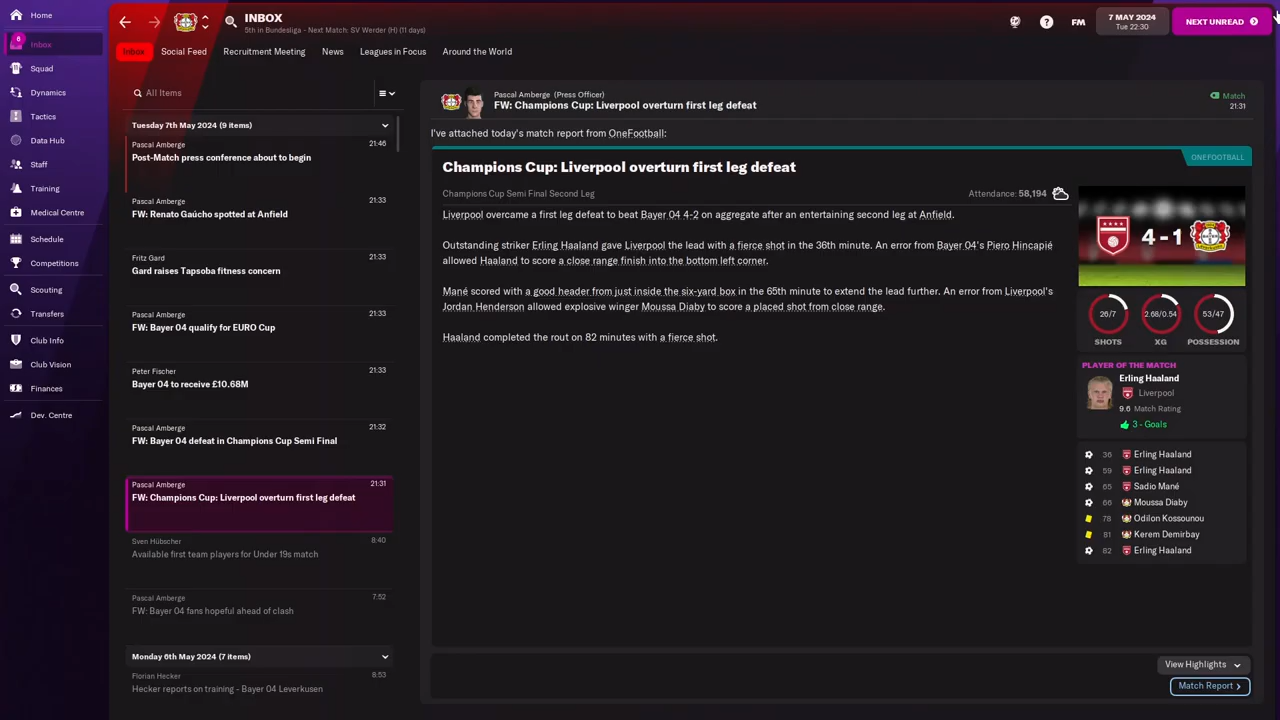 Home
INBOX
5th in Bundesliga - Next Match: SV Werder (H) (11 days)
FM
7 MAY 2024
Tue 22:30
NEXT UNREAD
6
Inbox
Squad
Dynamics
Tactics
Data Hub
Staff
Training
Medical Centre
Schedule
Competitions
Scouting
Transfers
Club Info
Club Vision
Finances
Dev. Centre
Inbox
Social Feed
Recruitment Meeting
News
Leagues in Focus
Around the World
All Items
Tuesday 7th May 2024 (9 items)
Pascal Amberge 21:46
Post-Match press conference about to begin
Pascal Amberge 21:33
FW: Renato Gaúcho spotted at Anfield
Fritz Gard 21:33
Gard raises Tapsoba fitness concern
Pascal Amberge 21:33
FW: Bayer 04 qualify for EURO Cup
Peter Fischer 21:33
Bayer 04 to receive £10.68M
Pascal Amberge 21:32
FW: Bayer 04 defeat in Champions Cup Semi Final
Pascal Amberge 21:31
FW: Champions Cup: Liverpool overturn first leg defeat
Sven Hübscher 8:40
Available first team players for Under 19s match
Pascal Amberge 7:52
FW: Bayer 04 fans hopeful ahead of clash
Monday 6th May 2024 (7 items)
Florian Hecker 8:53
Hecker reports on training - Bayer 04 Leverkusen
Pascal Amberge (Press Officer)
FW: Champions Cup: Liverpool overturn first leg defeat
Match
21:31
I've attached today's match report from OneFootball:
ONEFOOTBALL
Champions Cup: Liverpool overturn first leg defeat
Champions Cup Semi Final Second Leg
Attendance: 58,194
Liverpool overcame a first leg defeat to beat Bayer 04 4-2 on aggregate after an entertaining second leg at Anfield.
Outstanding striker Erling Haaland gave Liverpool the lead with a fierce shot in the 36th minute. An error from Bayer 04's Piero Hincapié
allowed Haaland to score a close range finish into the bottom left corner.
Mané scored with a good header from just inside the six-yard box in the 65th minute to extend the lead further. An error from Liverpool's
Jordan Henderson allowed explosive winger Moussa Diaby to score a placed shot from close range.
Haaland completed the rout on 82 minutes with a fierce shot.
4-1
26/7
2.68/0.54
53/47
SHOTS
XG
POSSESSION
PLAYER OF THE MATCH
Erling Haaland
Liverpool
9.6 Match Rating
3 - Goals
36 Erling Haaland
59 Erling Haaland
65 Sadio Mané
66 Moussa Diaby
78 Odilon Kossounou
81 Kerem Demirbay
82 Erling Haaland
View Highlights
Match Report